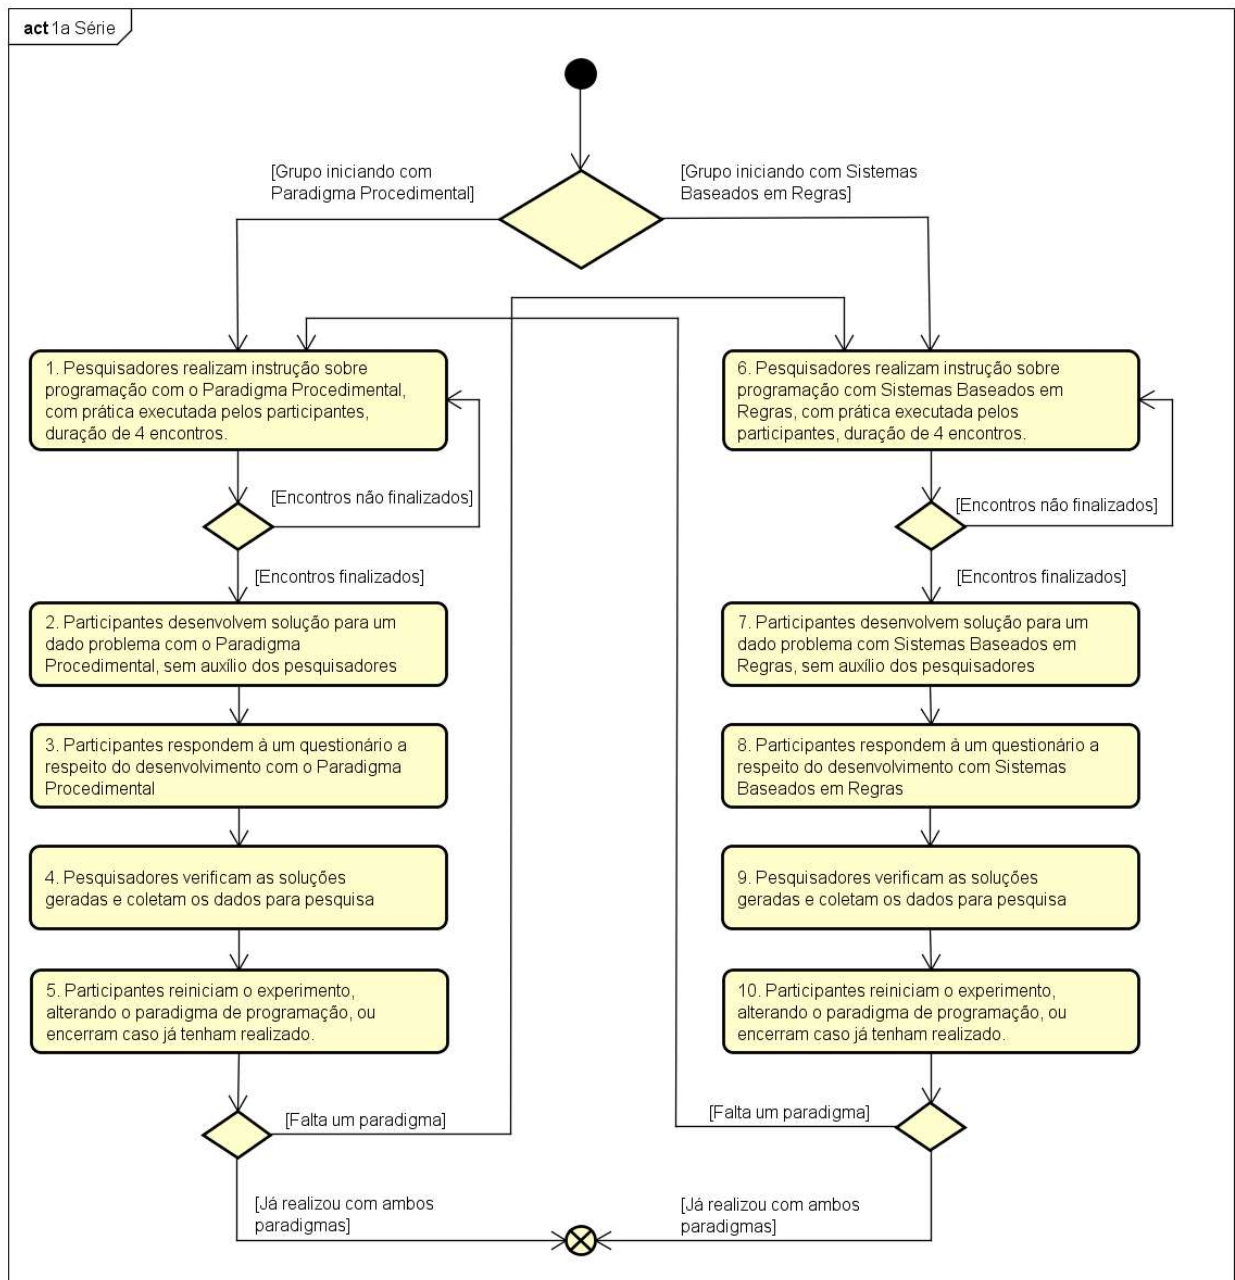 act 1a Série
[Grupo iniciando com
Paradigma Procedimental]
[Grupo iniciando com Sistemas
Baseados em Regras]
1. Pesquisadores realizam instrução sobre
programação com o Paradigma Procedimental,
com prática executada pelos participantes,
duração de 4 encontros.
[Encontros não finalizados]
[Encontros finalizados]
2. Participantes desenvolvem solução para um
dado problema com o Paradigma
Procedimental, sem auxílio dos pesquisadores
3. Participantes respondem à um questionário a
respeito do desenvolvimento com o Paradigma
Procedimental
4. Pesquisadores verificam as soluções
geradas e coletam os dados para pesquisa
5. Participantes reiniciam o experimento,
alterando o paradigma de programação, ou
encerram caso já tenham realizado.
[Falta um paradigma]
[Já realizou com ambos
paradigmas]
6. Pesquisadores realizam instrução sobre
programação com Sistemas Baseados em
Regras, com prática executada pelos
participantes, duração de 4 encontros.
[Encontros não finalizados]
[Encontros finalizados]
7. Participantes desenvolvem solução para um
dado problema com Sistemas Baseados em
Regras, sem auxílio dos pesquisadores
8. Participantes respondem à um questionário a
respeito do desenvolvimento com Sistemas
Baseados em Regras
9. Pesquisadores verificam as soluções
geradas e coletam os dados para pesquisa
10. Participantes reiniciam o experimento,
alterando o paradigma de programação, ou
encerram caso já tenham realizado.
[Falta um paradigma]
[Já realizou com ambos
paradigmas]